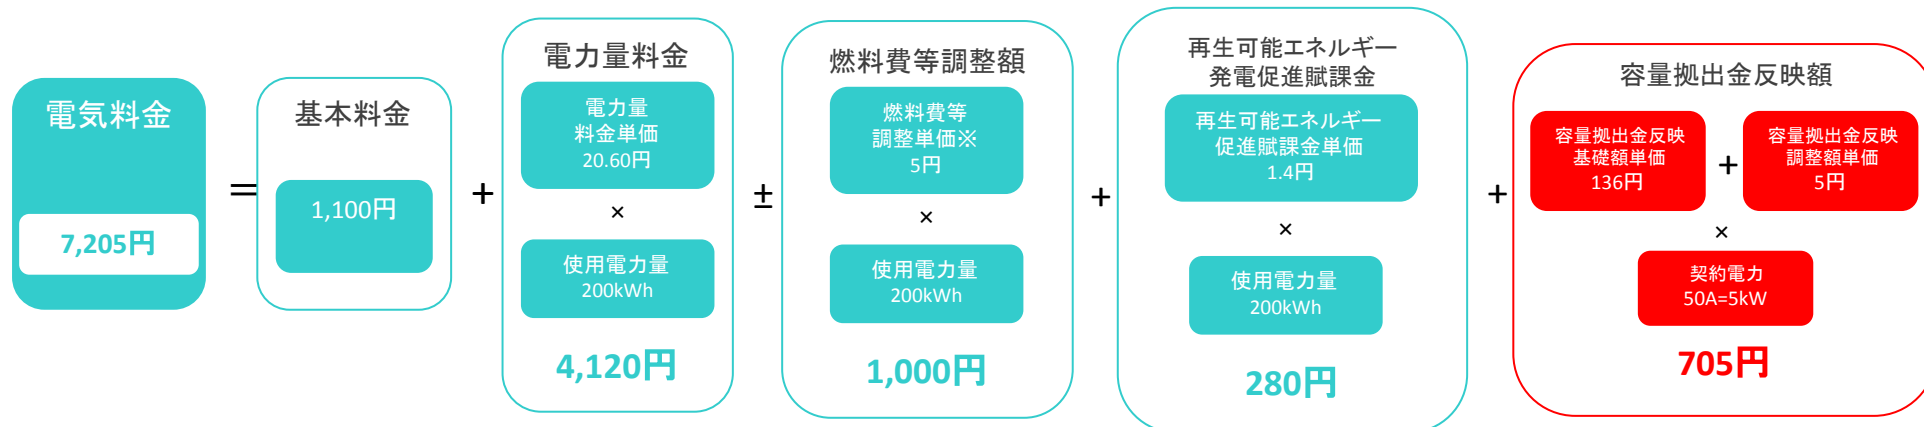 電気料金
7,205円
=
基本料金
1,100円
+
電力量料金
電力量
料金単価
20.60円
×
使用電力量
200kWh
4,120円
±
燃料費等調整額
燃料費等
調整単価※
5円
×
使用電力量
200kWh
1,000円
+
再生可能エネルギー
発電促進賦課金
再生可能エネルギー
促進賦課金単価
1.4円
×
使用電力量
200kWh
280円
+
容量拠出金反映額
容量拠出金反映
基礎額単価
136円
+
容量拠出金反映
調整額単価
5円
×
契約電力
50A=5kW
705円